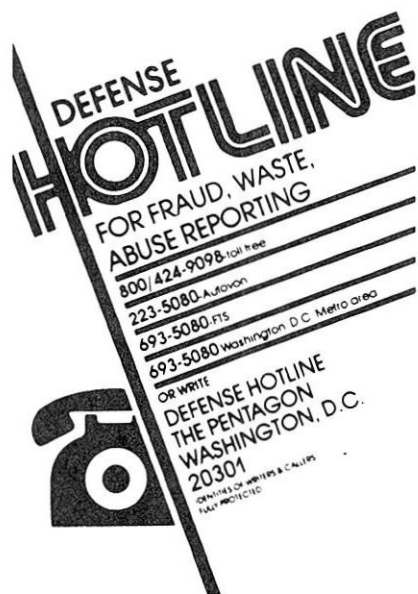 DEFENSE
HOTLINE
FOR FRAUD, WASTE,
ABUSE REPORTING
800/424-9098-toll free
223-5080-Autovon
693-5080-FTS
693-5080 Washington D C Metro area
OR WRITE
DEFENSE HOTLINE
THE PENTAGON
WASHINGTON, D.C.
20301
IDENTITIES OF WRITERS & CALLERS
FULLY PROTECTED